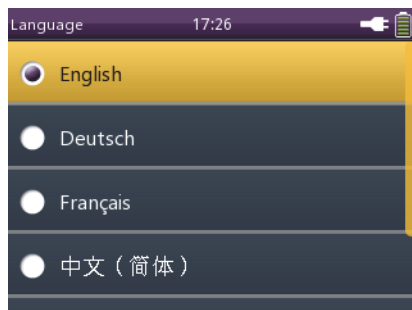 Language 17:26
English
Deutsch
Français
中文（简体）